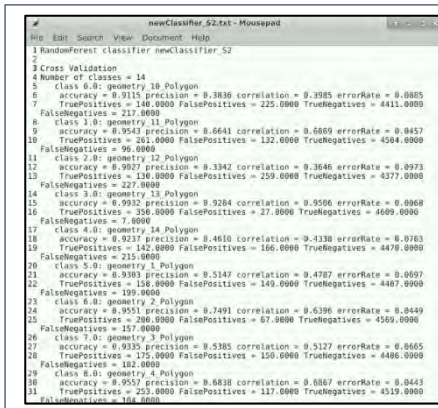 newClassifier_S2.txt - Mousepad
File Edit Search View Document Help
1 RandomForest classifier newClassifier_S2
2
3 Cross Validation
4 Number of classes = 14
5 class 0.0: geometry_10_Polygon
6 accuracy = 0.9115 precision = 0.3836 correlation = 0.3985 errorRate = 0.0885
7 TruePositives = 140.0000 FalsePositives = 225.0000 TrueNegatives = 4411.0000
FalseNegatives = 217.0000
8 class 1.0: geometry_11_Polygon
9 accuracy = 0.9543 precision = 0.6641 correlation = 0.6869 errorRate = 0.0457
10 TruePositives = 261.0000 FalsePositives = 132.0000 TrueNegatives = 4504.0000
FalseNegatives = 96.0000
11 class 2.0: geometry_12_Polygon
12 accuracy = 0.9027 precision = 0.3342 correlation = 0.3646 errorRate = 0.0973
13 TruePositives = 130.0000 FalsePositives = 259.0000 TrueNegatives = 4377.0000
FalseNegatives = 227.0000
14 class 3.0: geometry_13_Polygon
15 accuracy = 0.9932 precision = 0.9284 correlation = 0.9506 errorRate = 0.0068
16 TruePositives = 350.0000 FalsePositives = 27.0000 TrueNegatives = 4609.0000
FalseNegatives = 7.0000
17 class 4.0: geometry_14_Polygon
18 accuracy = 0.9237 precision = 0.4610 correlation = 0.4338 errorRate = 0.0763
19 TruePositives = 142.0000 FalsePositives = 166.0000 TrueNegatives = 4470.0000
FalseNegatives = 215.0000
20 class 5.0: geometry_1_Polygon
21 accuracy = 0.9303 precision = 0.5147 correlation = 0.4787 errorRate = 0.0697
22 TruePositives = 158.0000 FalsePositives = 149.0000 TrueNegatives = 4487.0000
FalseNegatives = 199.0000
23 class 6.0: geometry_2_Polygon
24 accuracy = 0.9551 precision = 0.7491 correlation = 0.6396 errorRate = 0.0449
25 TruePositives = 200.0000 FalsePositives = 67.0000 TrueNegatives = 4569.0000
FalseNegatives = 157.0000
26 class 7.0: geometry_3_Polygon
27 accuracy = 0.9335 precision = 0.5385 correlation = 0.5127 errorRate = 0.0665
28 TruePositives = 175.0000 FalsePositives = 150.0000 TrueNegatives = 4486.0000
FalseNegatives = 182.0000
29 class 8.0: geometry_4_Polygon
30 accuracy = 0.9557 precision = 0.6838 correlation = 0.6867 errorRate = 0.0443
31 TruePositives = 253.0000 FalsePositives = 117.0000 TrueNegatives = 4519.0000
FalseNegatives = 104.0000